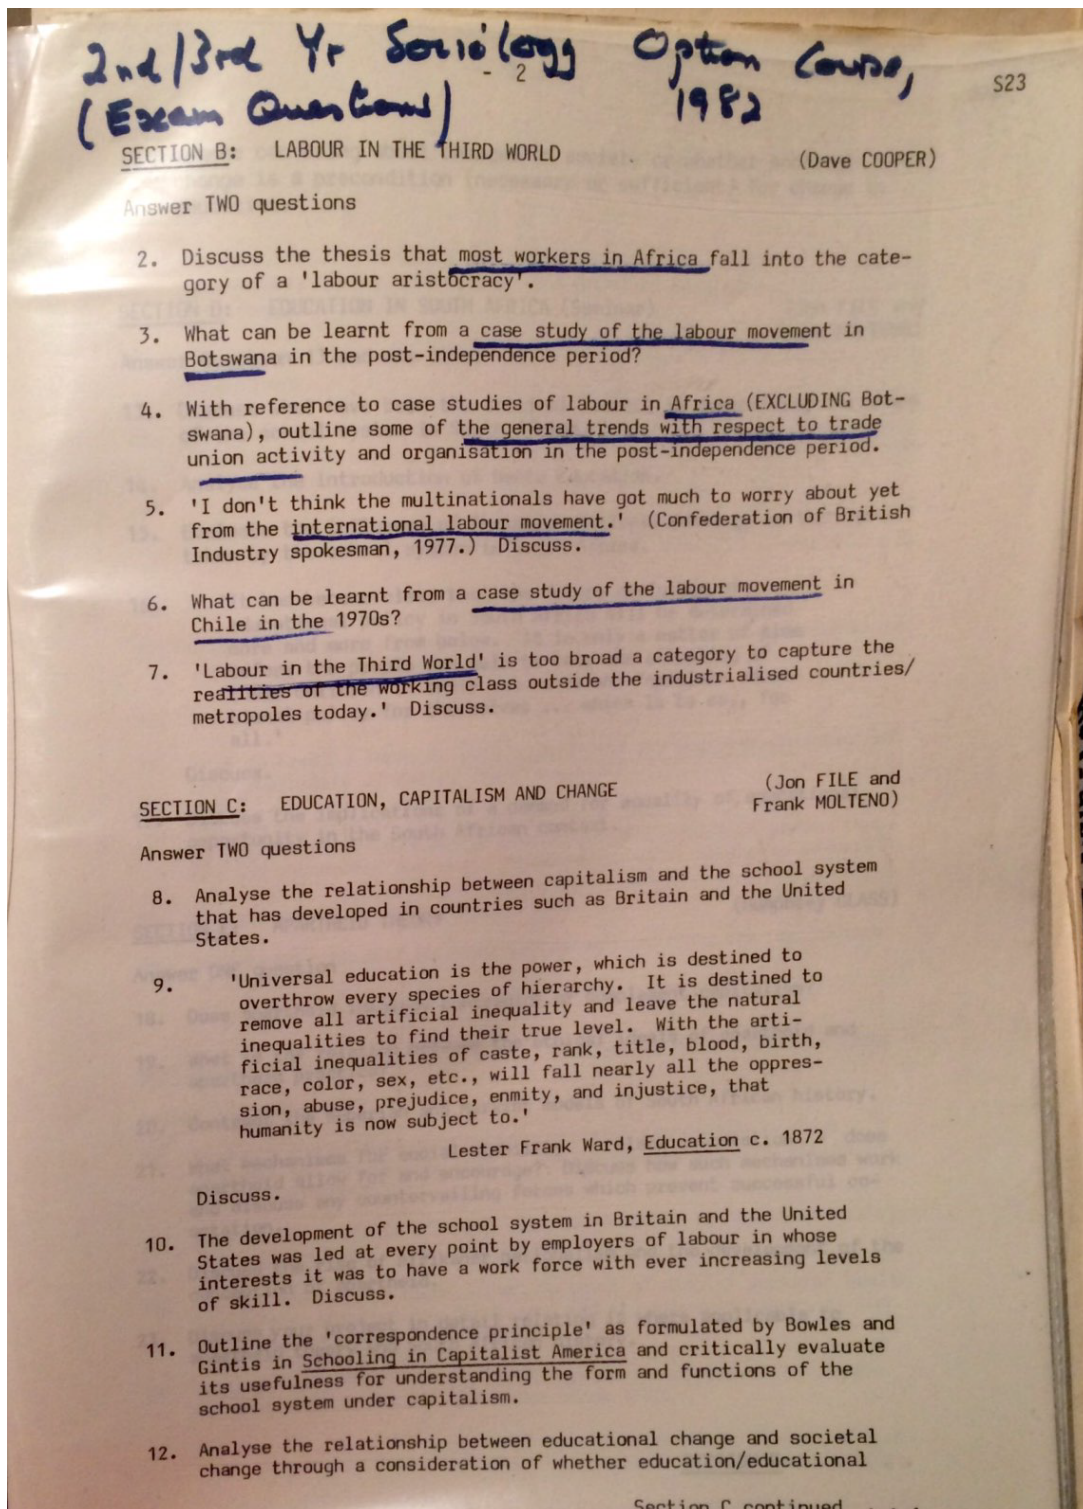 2nd/3rd Yr Sociology Option Course,
- 2
S23
(Exam Questions) 1982
SECTION B: LABOUR IN THE THIRD WORLD (Dave COOPER)
Answer TWO questions
2. Discuss the thesis that most workers in Africa fall into the cate-
gory of a 'labour aristocracy'.
3. What can be learnt from a case study of the labour movement in
Botswana in the post-independence period?
4. With reference to case studies of labour in Africa (EXCLUDING Bot-
swana), outline some of the general trends with respect to trade
union activity and organisation in the post-independence period.
5. 'I don't think the multinationals have got much to worry about yet
from the international labour movement.' (Confederation of British
Industry spokesman, 1977.) Discuss.
6. What can be learnt from a case study of the labour movement in
Chile in the 1970s?
7. 'Labour in the Third World' is too broad a category to capture the
realities of the working class outside the industrialised countries/
metropoles today.' Discuss.
SECTION C: EDUCATION, CAPITALISM AND CHANGE (Jon FILE and
Frank MOLTENO)
Answer TWO questions
8. Analyse the relationship between capitalism and the school system
that has developed in countries such as Britain and the United
States.
9. 'Universal education is the power, which is destined to
overthrow every species of hierarchy. It is destined to
remove all artificial inequality and leave the natural
inequalities to find their true level. With the arti-
ficial inequalities of caste, rank, title, blood, birth,
race, color, sex, etc., will fall nearly all the oppres-
sion, abuse, prejudice, enmity, and injustice, that
humanity is now subject to.'
Lester Frank Ward, Education c. 1872
Discuss.
10. The development of the school system in Britain and the United
States was led at every point by employers of labour in whose
interests it was to have a work force with ever increasing levels
of skill. Discuss.
11. Outline the 'correspondence principle' as formulated by Bowles and
Gintis in Schooling in Capitalist America and critically evaluate
its usefulness for understanding the form and functions of the
school system under capitalism.
12. Analyse the relationship between educational change and societal
change through a consideration of whether education/educational
Section C continued